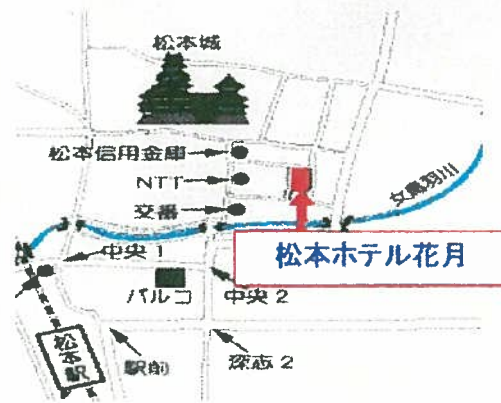 松本城
松本信用金庫
NTT
交番
女鳥羽川
松本ホテル花月
中央1
パルコ
中央2
松本駅
駅前
深志2